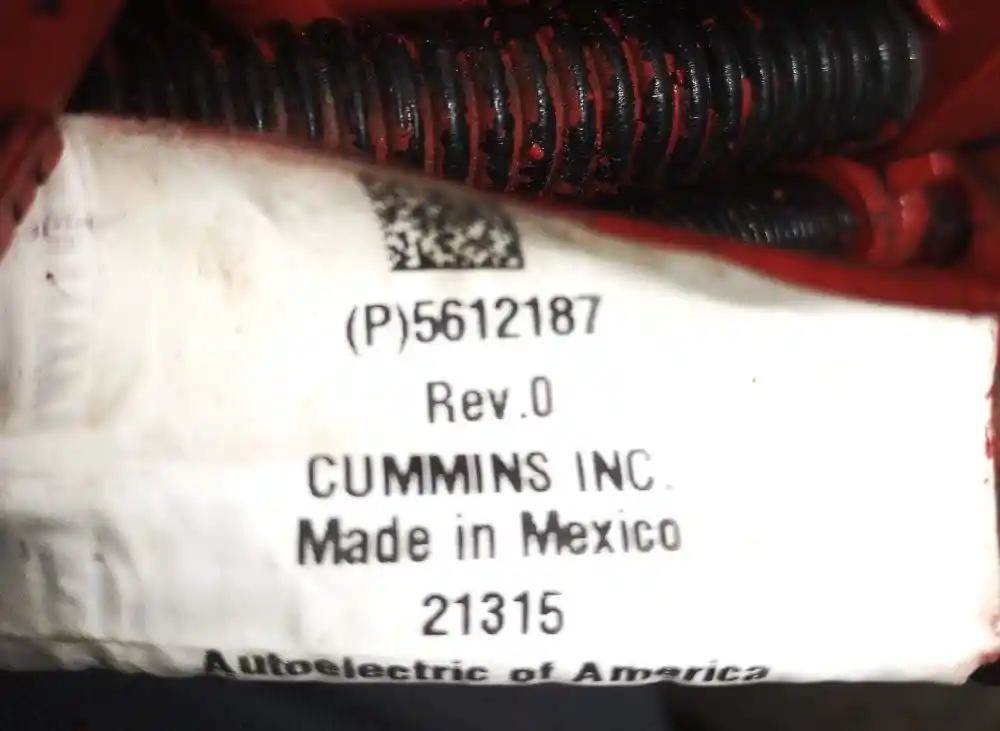 (P)5612187
Rev.0
CUMMINS INC.
Made in Mexico
21315
Autoelectric of America